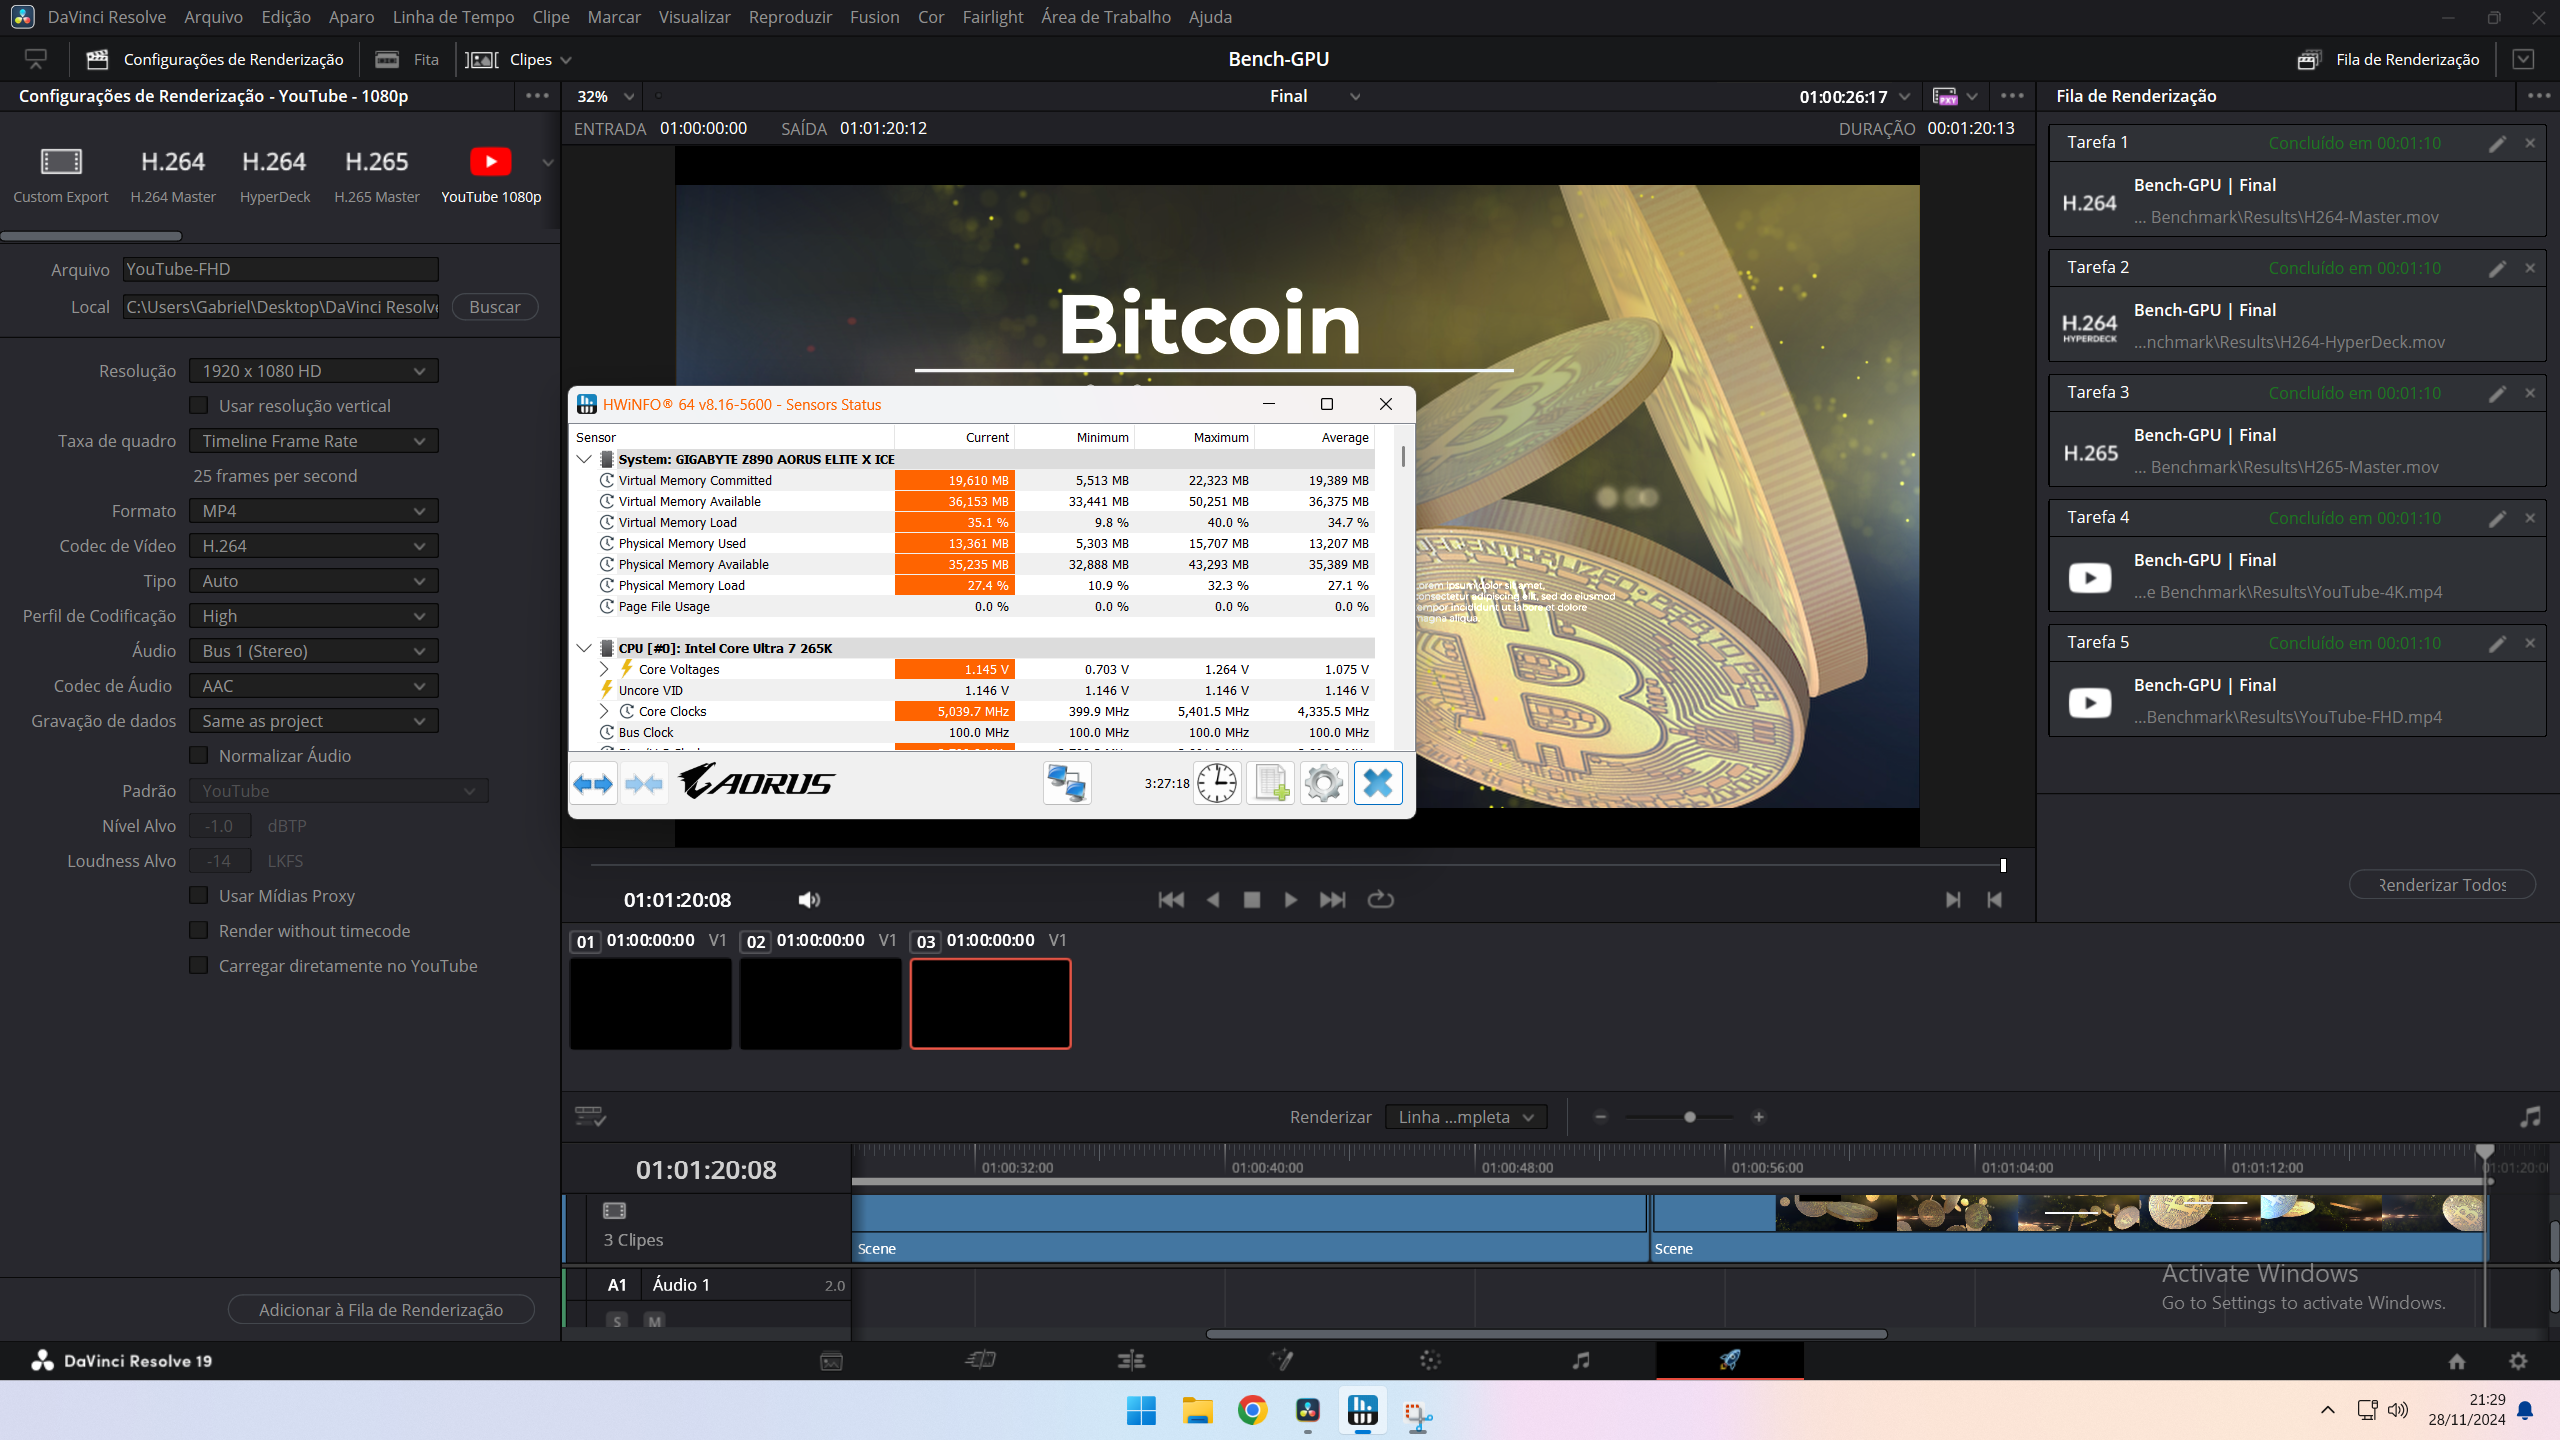 DaVinci Resolve Arquivo Edição Aparo Linha de Tempo Clipe Marcar Visualizar Reproduzir Fusion Cor Fairlight Área de Trabalho Ajuda
Configurações de Renderização Fita Clipes Bench-GPU Fila de Renderização
Configurações de Renderização - YouTube - 1080p 32% Final 01:00:26:17 PXY Fila de Renderização
ENTRADA 01:00:00:00 SAÍDA 01:01:20:12 DURAÇÃO 00:01:20:13
H.264 H.264 H.265
Custom Export H.264 Master HyperDeck H.265 Master YouTube 1080p
Arquivo YouTube-FHD
Local C:\Users\Gabriel\Desktop\DaVinci Resolve Buscar
Resolução 1920 x 1080 HD
Usar resolução vertical
Taxa de quadro Timeline Frame Rate
25 frames per second
Formato MP4
Codec de Vídeo H.264
Tipo Auto
Perfil de Codificação High
Áudio Bus 1 (Stereo)
Codec de Áudio AAC
Gravação de dados Same as project
Normalizar Áudio
Padrão YouTube
Nível Alvo -1.0 dBTP
Loudness Alvo -14 LKFS
Usar Mídias Proxy
Render without timecode
Carregar diretamente no YouTube
Adicionar à Fila de Renderização
Bitcoin
Lorem ipsum dolor sit amet,
consectetur adipiscing elit, sed do eiusmod
tempor incididunt ut labore et dolore
magna aliqua.
HWiNFO® 64 v8.16-5600 - Sensors Status
Sensor Current Minimum Maximum Average
System: GIGABYTE Z890 AORUS ELITE X ICE
Virtual Memory Committed 19,610 MB 5,513 MB 22,323 MB 19,389 MB
Virtual Memory Available 36,153 MB 33,441 MB 50,251 MB 36,375 MB
Virtual Memory Load 35.1 % 9.8 % 40.0 % 34.7 %
Physical Memory Used 13,361 MB 5,303 MB 15,707 MB 13,207 MB
Physical Memory Available 35,235 MB 32,888 MB 43,293 MB 35,389 MB
Physical Memory Load 27.4 % 10.9 % 32.3 % 27.1 %
Page File Usage 0.0 % 0.0 % 0.0 % 0.0 %
CPU [#0]: Intel Core Ultra 7 265K
Core Voltages 1.145 V 0.703 V 1.264 V 1.075 V
Uncore VID 1.146 V 1.146 V 1.146 V 1.146 V
Core Clocks 5,039.7 MHz 399.9 MHz 5,401.5 MHz 4,335.5 MHz
Bus Clock 100.0 MHz 100.0 MHz 100.0 MHz 100.0 MHz
AORUS 3:27:18
Tarefa 1 Concluído em 00:01:10
Bench-GPU | Final
H.264
... Benchmark\Results\H264-Master.mov
Tarefa 2 Concluído em 00:01:10
Bench-GPU | Final
H.264
HYPERDECK
...nchmark\Results\H264-HyperDeck.mov
Tarefa 3 Concluído em 00:01:10
Bench-GPU | Final
H.265
... Benchmark\Results\H265-Master.mov
Tarefa 4 Concluído em 00:01:10
Bench-GPU | Final
...e Benchmark\Results\YouTube-4K.mp4
Tarefa 5 Concluído em 00:01:10
Bench-GPU | Final
...Benchmark\Results\YouTube-FHD.mp4
Renderizar Todos
01:01:20:08
01 01:00:00:00 V1 02 01:00:00:00 V1 03 01:00:00:00 V1
Renderizar Linha ...mpleta
01:01:20:08 01:00:32:00 01:00:40:00 01:00:48:00 01:00:56:00 01:01:04:00 01:01:12:00 01:01:20:0
3 Clipes
Scene Scene
A1 Áudio 1 2.0
S M
Activate Windows
Go to Settings to activate Windows.
DaVinci Resolve 19
21:29
28/11/2024